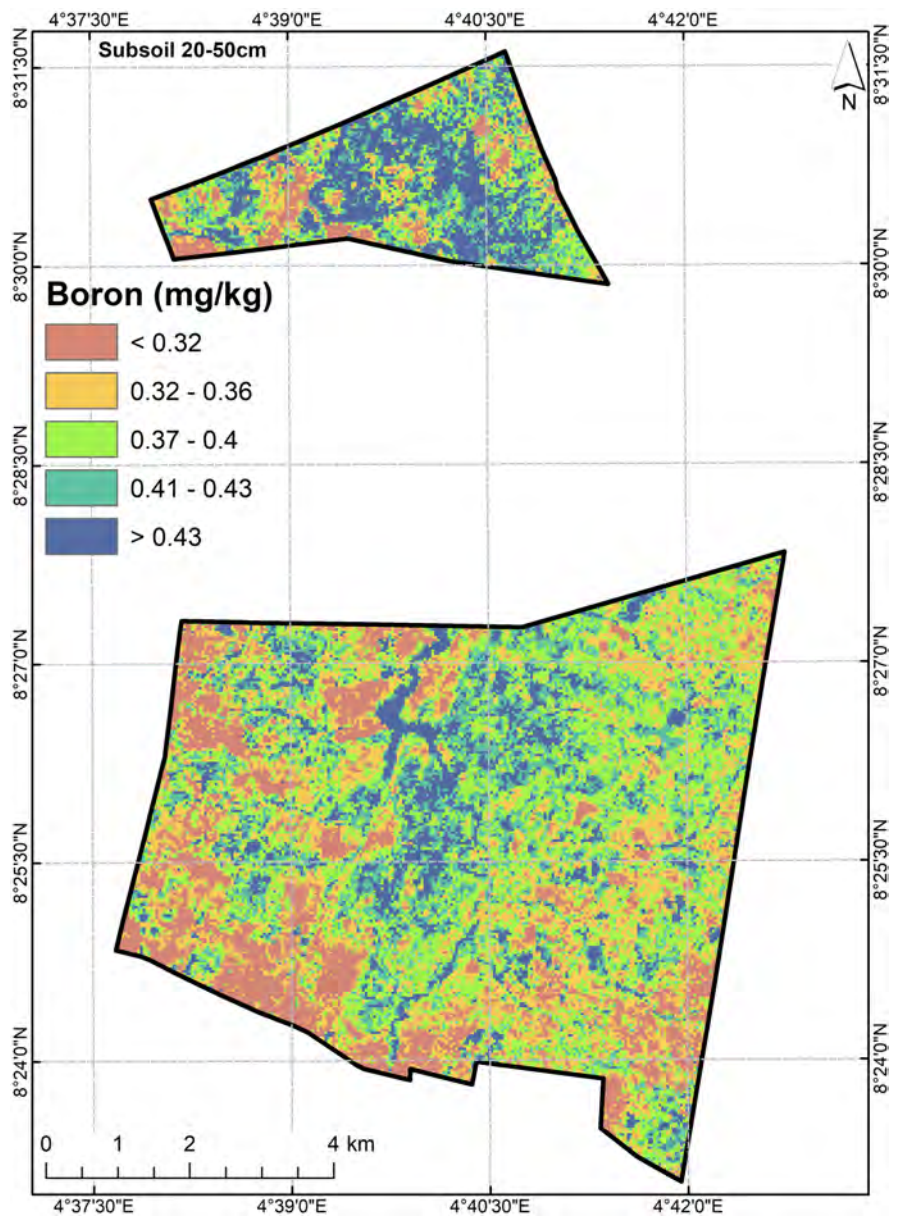 4°37'30"E 4°39'0"E 4°40'30"E 4°42'0"E
Subsoil 20-50cm
N
8°31'30"N 8°31'30"N
8°30'0"N 8°30'0"N
Boron (mg/kg)
< 0.32
0.32 - 0.36
0.37 - 0.4
0.41 - 0.43
> 0.43
8°28'30"N 8°28'30"N
8°27'0"N 8°27'0"N
8°25'30"N 8°25'30"N
8°24'0"N 8°24'0"N
0 1 2 4 km
4°37'30"E 4°39'0"E 4°40'30"E 4°42'0"E